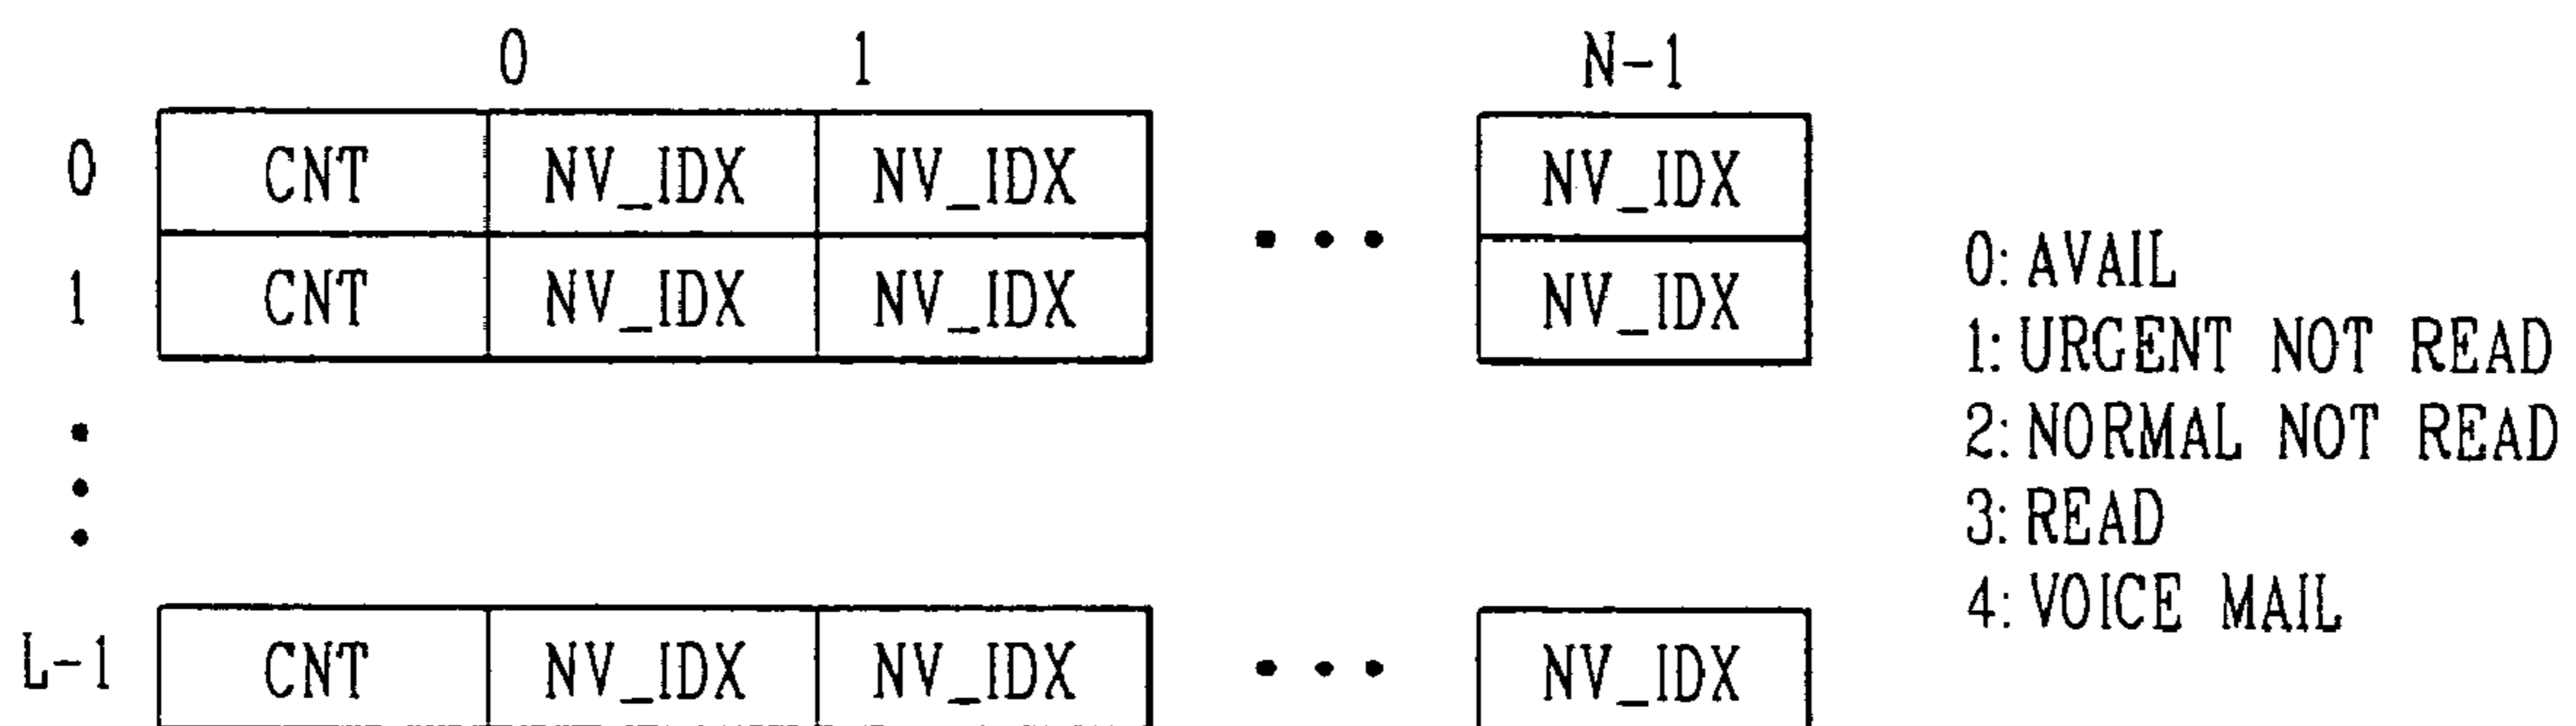 0 1 N-1
0 CNT NV_IDX NV_IDX NV_IDX
1 CNT NV_IDX NV_IDX NV_IDX
L-1 CNT NV_IDX NV_IDX NV_IDX
0: AVAIL
1: URGENT NOT READ
2: NORMAL NOT READ
3: READ
4: VOICE MAIL